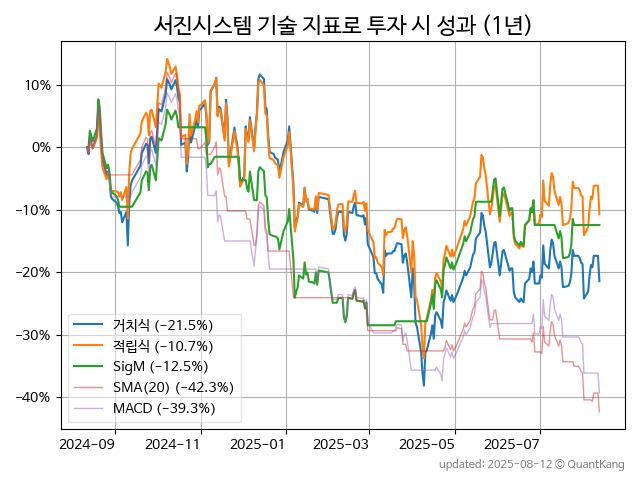 서진시스템 기술 지표로 투자 시 성과 (1년)
10%
0%
−10%
−20%
−30%
−40%
거치식 (−21.5%)
적립식 (−10.7%)
SigM (−12.5%)
SMA(20) (−42.3%)
MACD (−39.3%)
2024-09
2024-11
2025-01
2025-03
2025-05
2025-07
updated: 2025-08-12 © QuantKang